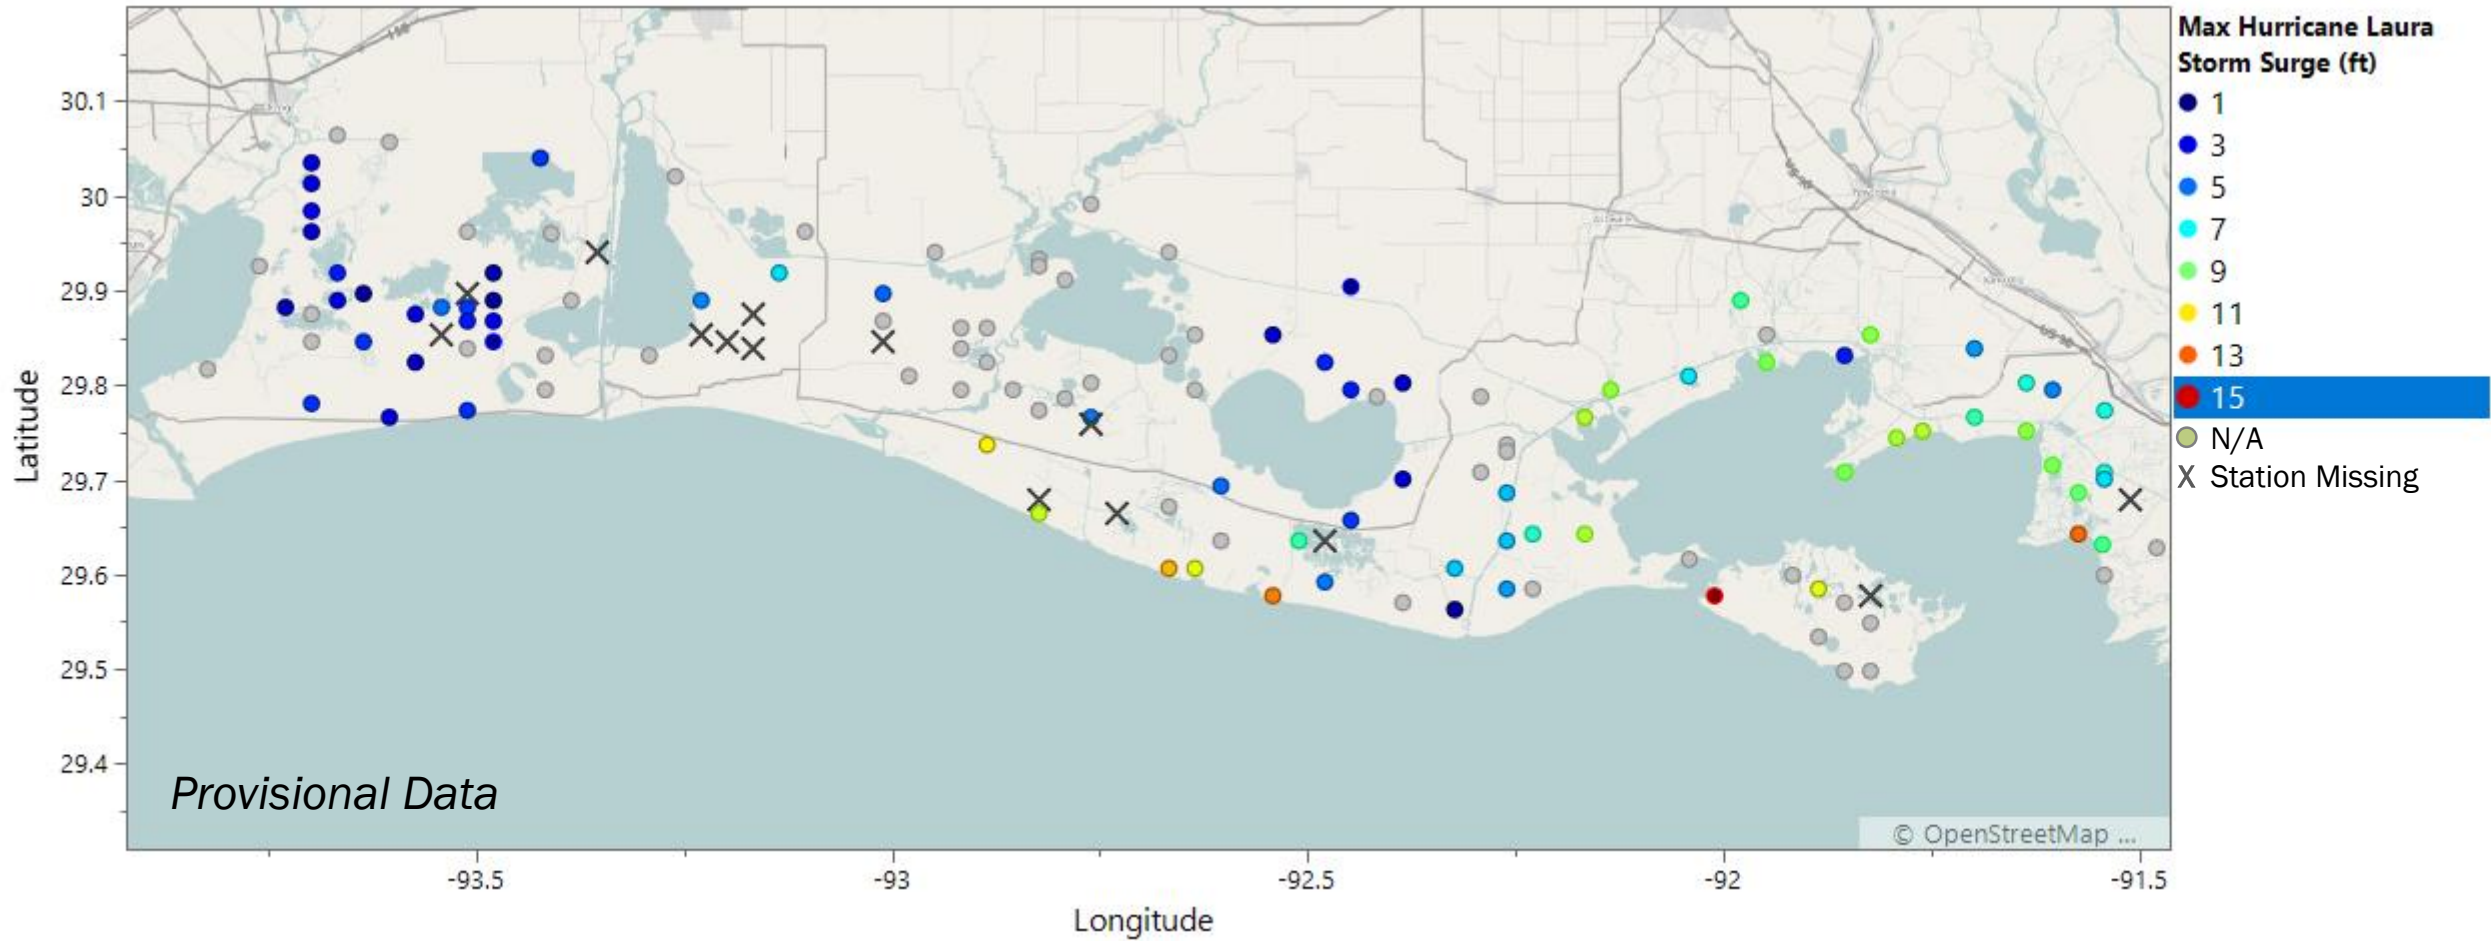 Max Hurricane Laura
Storm Surge (ft)
1
3
5
7
9
11
13
15
N/A
X Station Missing
30.1
30
29.9
29.8
29.7
29.6
29.5
29.4
Latitude
Provisional Data
© OpenStreetMap ...
-93.5
-93
-92.5
-92
-91.5
Longitude